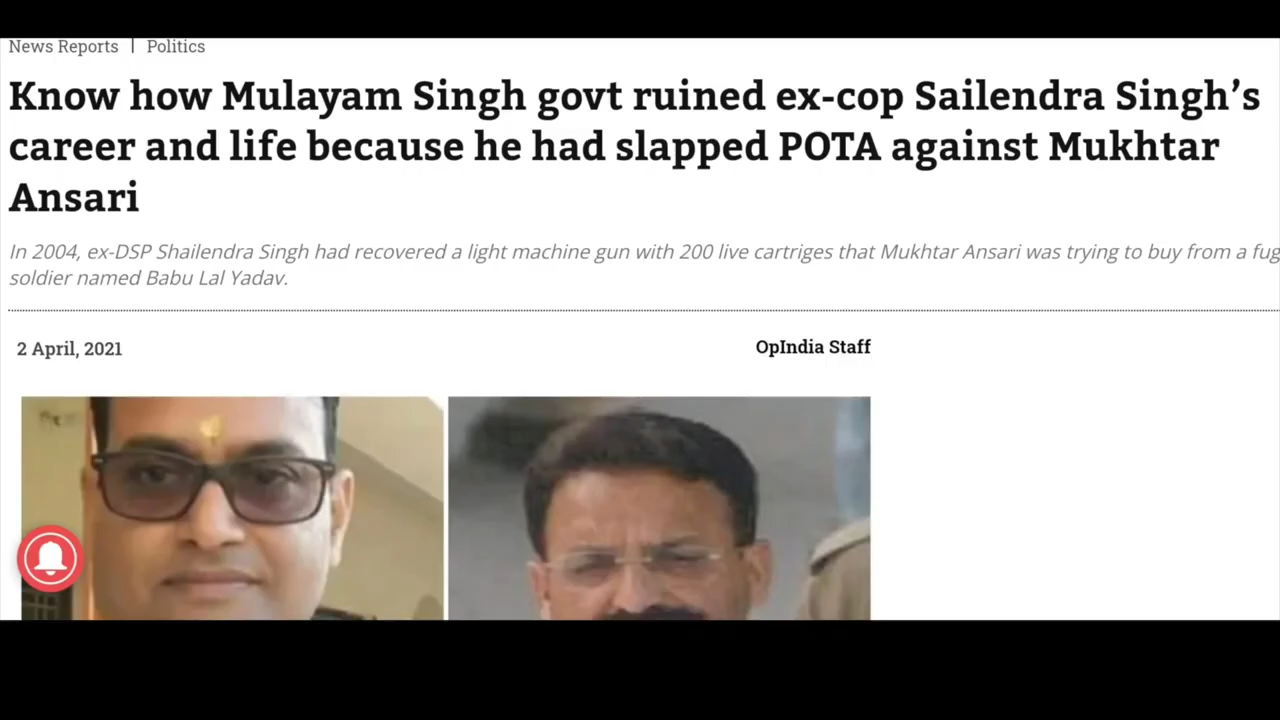 News Reports | Politics
Know how Mulayam Singh govt ruined ex-cop Sailendra Singh’s
career and life because he had slapped POTA against Mukhtar
Ansari
In 2004, ex-DSP Shailendra Singh had recovered a light machine gun with 200 live cartriges that Mukhtar Ansari was trying to buy from a fug
soldier named Babu Lal Yadav.
2 April, 2021
OpIndia Staff